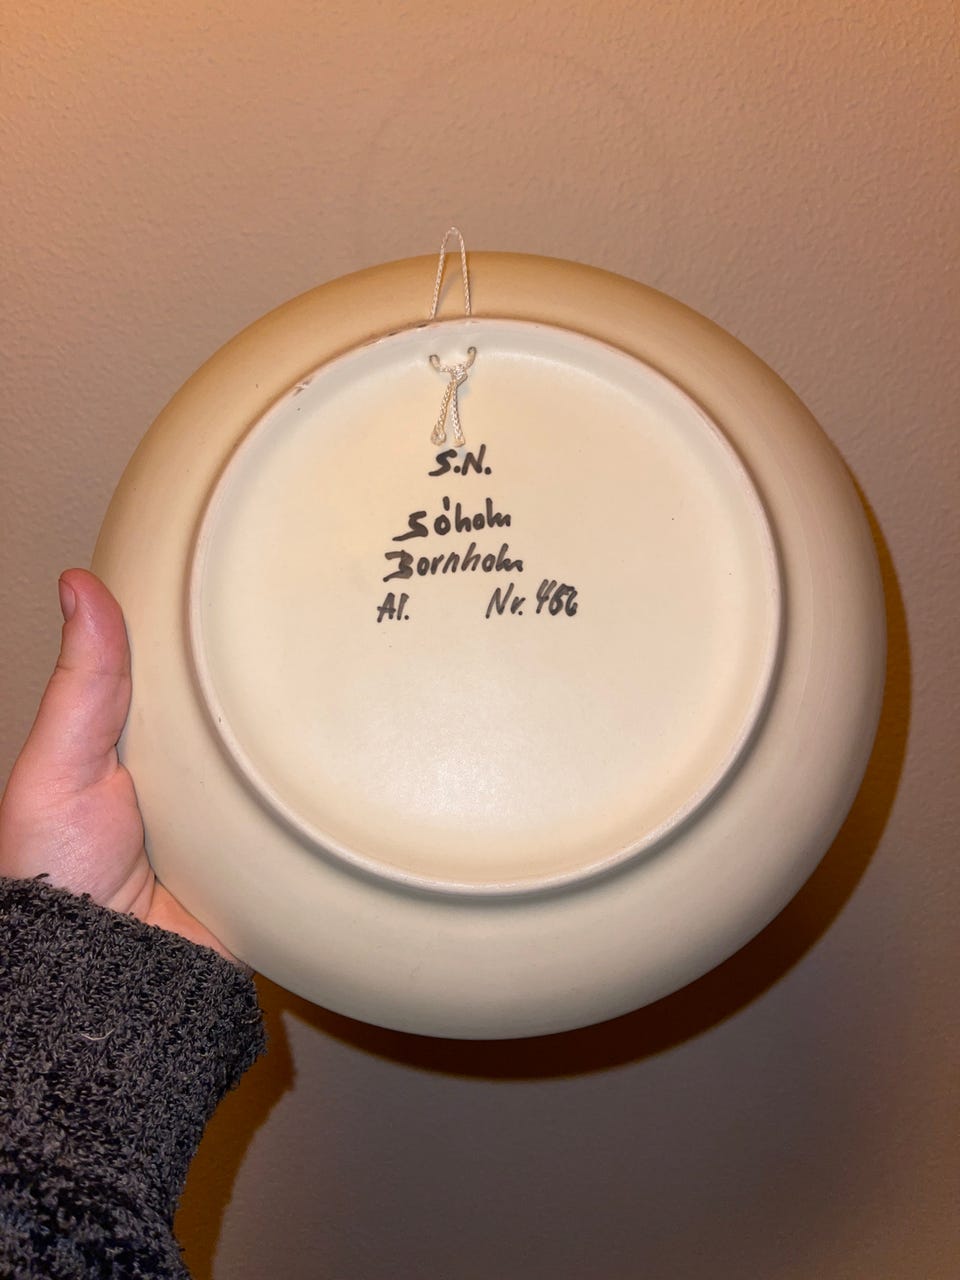 S.N.
Söholm
Bornholm
Al. Nr. 456